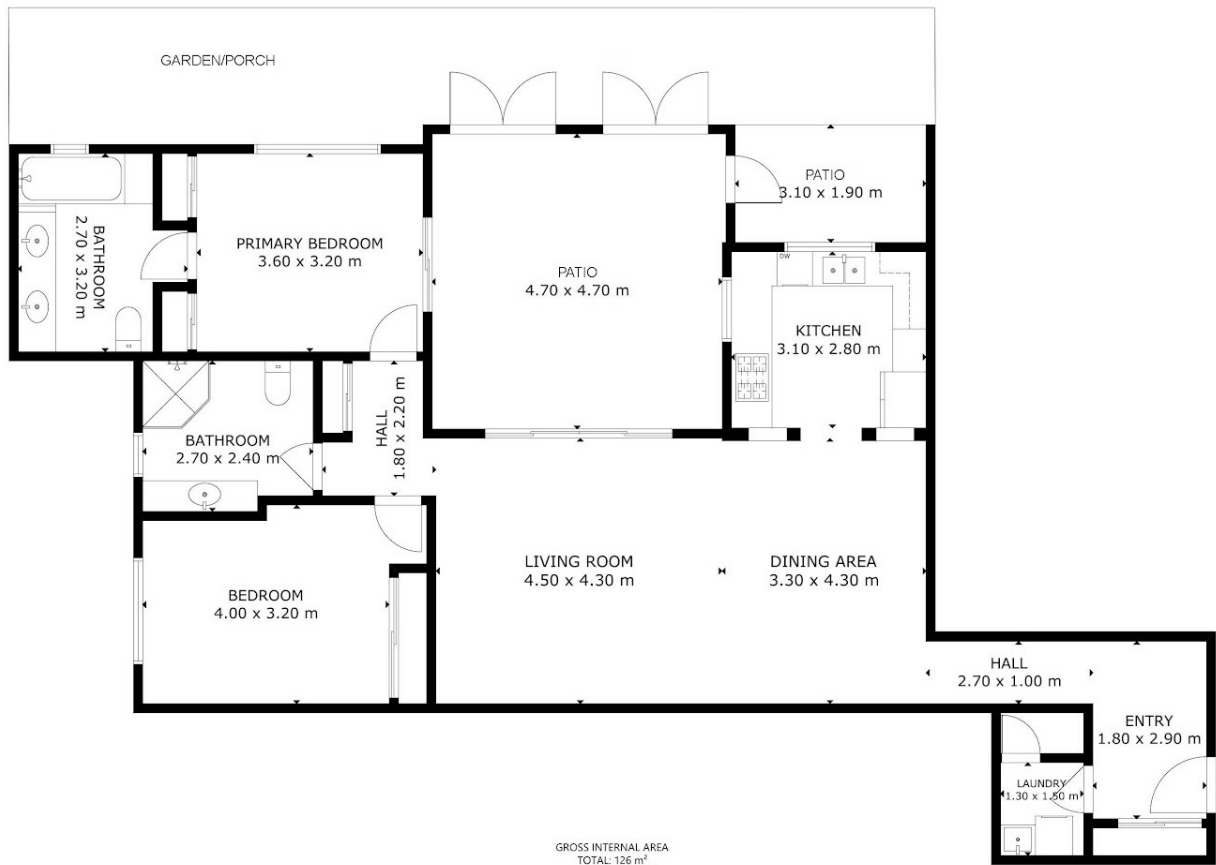 GARDEN/PORCH
PATIO
3.10 x 1.90 m
BATHROOM
2.70 x 3.20 m
PRIMARY BEDROOM
3.60 x 3.20 m
PATIO
4.70 x 4.70 m
DW
KITCHEN
3.10 x 2.80 m
HALL
1.80 x 2.20 m
BATHROOM
2.70 x 2.40 m
LIVING ROOM
4.50 x 4.30 m
DINING AREA
3.30 x 4.30 m
BEDROOM
4.00 x 3.20 m
HALL
2.70 x 1.00 m
ENTRY
1.80 x 2.90 m
LAUNDRY
1.30 x 1.50 m
GROSS INTERNAL AREA
TOTAL: 126 m²